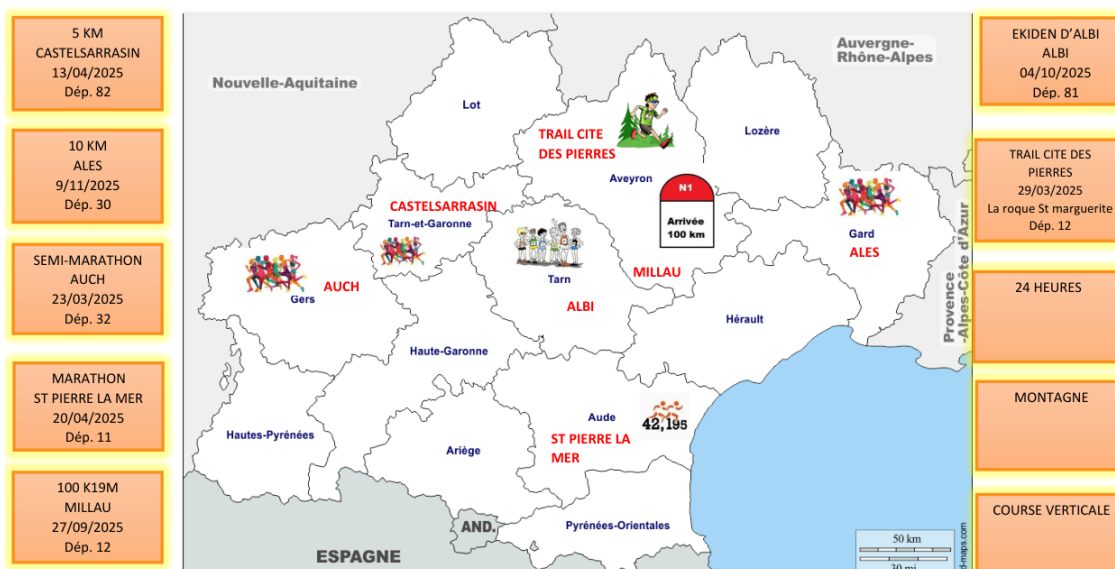 5 KM
CASTELSARRASIN
13/04/2025
Dép. 82
10 KM
ALES
9/11/2025
Dép. 30
SEMI-MARATHON
AUCH
23/03/2025
Dép. 32
MARATHON
ST PIERRE LA MER
20/04/2025
Dép. 11
100 K19M
MILLAU
27/09/2025
Dép. 12
Nouvelle-Aquitaine
Auvergne-
Rhône-Alpes
Lot
TRAIL CITE
DES PIERRES
Lozère
Aveyron
N1
Arrivée
100 km
CASTELSARRASIN
Tarn-et-Garonne
Gard
ALES
Provence
-Alpes-Côte d'Azur
Gers
AUCH
Tarn
ALBI
MILLAU
Hérault
Haute-Garonne
Hautes-Pyrénées
Ariège
Aude
42,195
ST PIERRE LA
MER
Pyrénées-Orientales
AND.
ESPAGNE
50 km
30 mi
d-maps.com
EKIDEN D'ALBI
ALBI
04/10/2025
Dép. 81
TRAIL CITE DES
PIERRES
29/03/2025
La roque St marguerite
Dép. 12
24 HEURES
MONTAGNE
COURSE VERTICALE